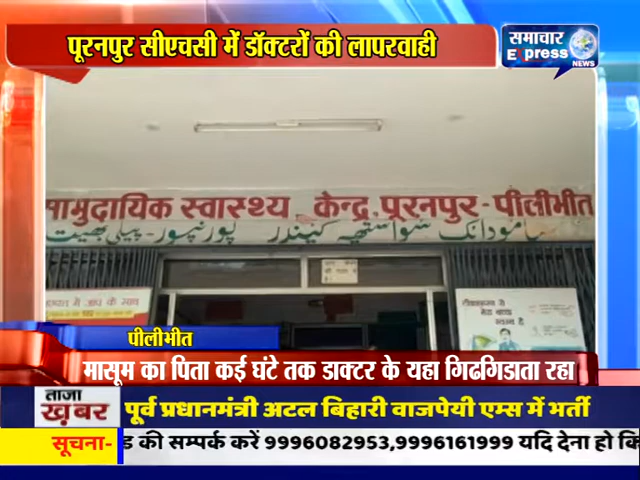 पूरनपुर सीएचसी में डॉक्टरों की लापरवाही
समाचार
Express
NEWS
सामुदायिक स्वास्थ्य केन्द्र, पूरनपुर - पीलीभीत
पीलीभीत
मासूम का पिता कई घंटे तक डाक्टर के यहा गिढगिडाता रहा
ताज़ा
ख़बर
पूर्व प्रधानमंत्री अटल बिहारी वाजपेयी एम्स में भर्ती
सूचना-
ड की सम्पर्क करें 9996082953,9996161999 यदि देना हो कि